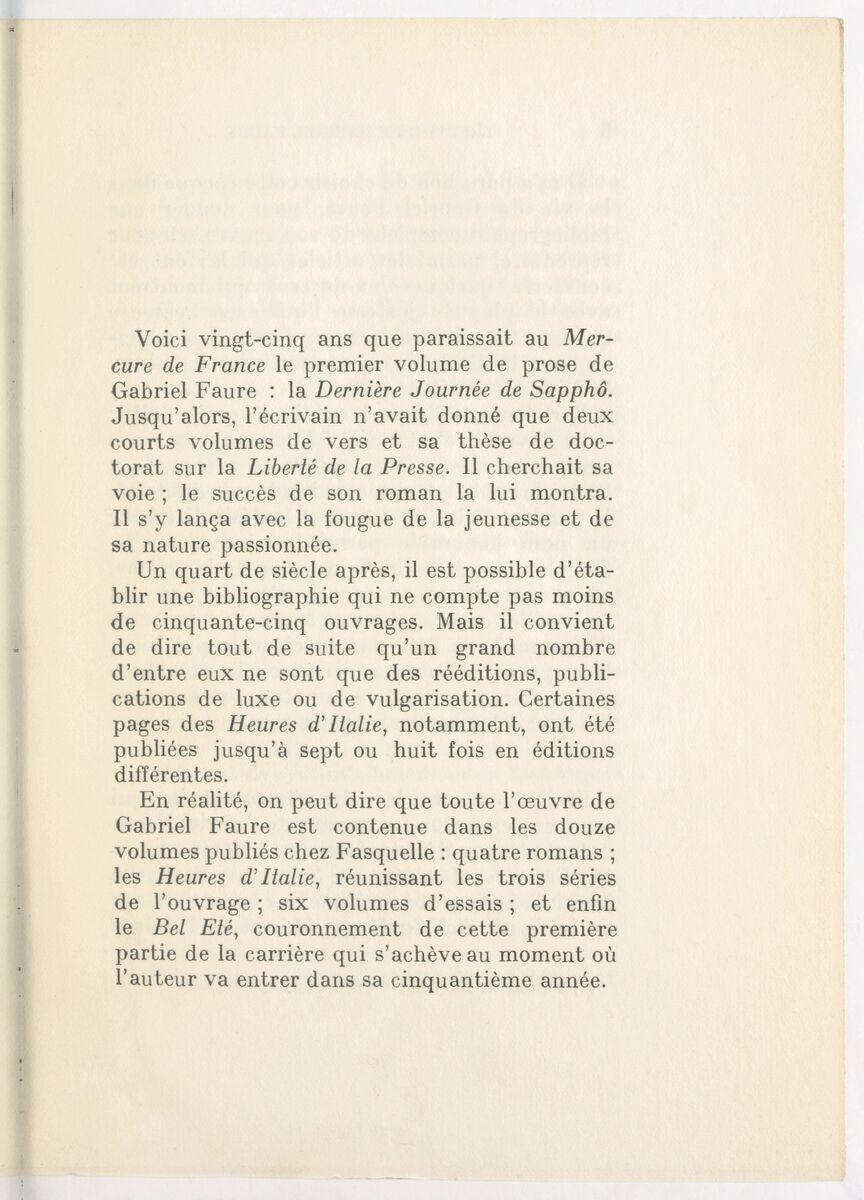 Voici vingt-cinq ans que paraissait au Mer-
cure de France le premier volume de prose de
Gabriel Faure : la Dernière Journée de Sapphô.
Jusqu'alors, l'écrivain n'avait donné que deux
courts volumes de vers et sa thèse de doc-
torat sur la Liberté de la Presse. Il cherchait sa
voie ; le succès de son roman la lui montra.
Il s'y lança avec la fougue de la jeunesse et de
sa nature passionnée.
Un quart de siècle après, il est possible d'éta-
blir une bibliographie qui ne compte pas moins
de cinquante-cinq ouvrages. Mais il convient
de dire tout de suite qu'un grand nombre
d'entre eux ne sont que des rééditions, publi-
cations de luxe ou de vulgarisation. Certaines
pages des Heures d'Italie, notamment, ont été
publiées jusqu'à sept ou huit fois en éditions
différentes.
En réalité, on peut dire que toute l'œuvre de
Gabriel Faure est contenue dans les douze
volumes publiés chez Fasquelle : quatre romans ;
les Heures d'Italie, réunissant les trois séries
de l'ouvrage ; six volumes d'essais ; et enfin
le Bel Eté, couronnement de cette première
partie de la carrière qui s'achève au moment où
l'auteur va entrer dans sa cinquantième année.